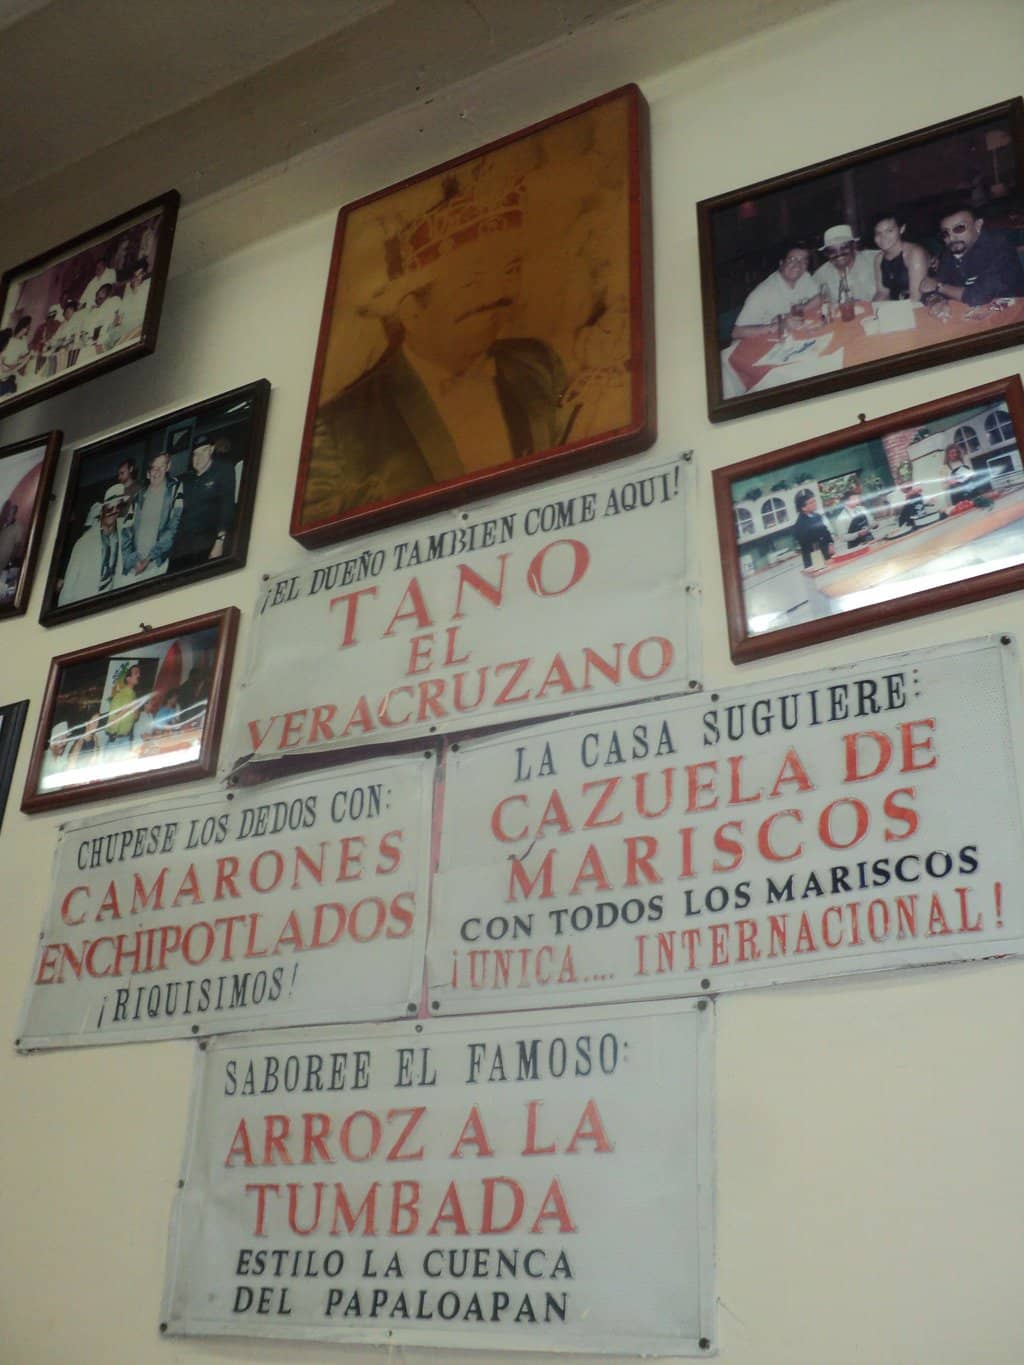 ¡EL DUEÑO TAMBIEN COME AQUI!
TANO
EL
VERACRUZANO
CHUPESE LOS DEDOS CON:
CAMARONES
ENCHIPOTLADOS
¡RIQUISIMOS!
LA CASA SUGUIERE:
CAZUELA DE
MARISCOS
CON TODOS LOS MARISCOS
¡UNICA.... INTERNACIONAL!
SABOREE EL FAMOSO:
ARROZ A LA
TUMBADA
ESTILO LA CUENCA
DEL PAPALOAPAN